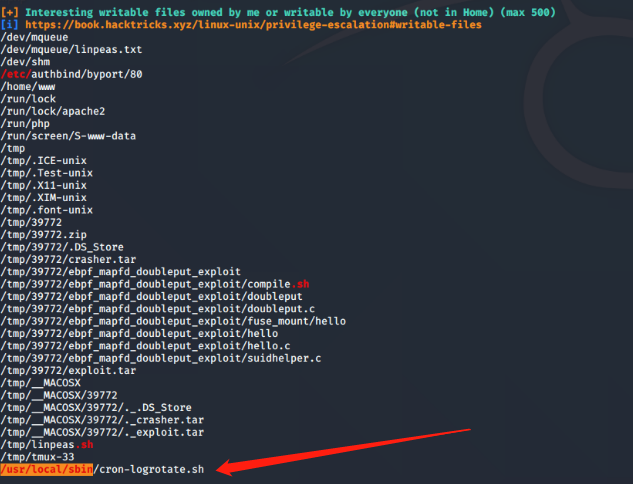 [+] Interesting writable files owned by me or writable by everyone (not in Home) (max 500)
[i] https://book.hacktricks.xyz/linux-unix/privilege-escalation#writable-files
/dev/mqueue
/dev/mqueue/linpeas.txt
/dev/shm
/etc/authbind/byport/80
/home/www
/run/lock
/run/lock/apache2
/run/php
/run/screen/S-www-data
/tmp
/tmp/.ICE-unix
/tmp/.Test-unix
/tmp/.X11-unix
/tmp/.XIM-unix
/tmp/.font-unix
/tmp/39772
/tmp/39772.zip
/tmp/39772/.DS_Store
/tmp/39772/crasher.tar
/tmp/39772/ebpf_mapfd_doubleput_exploit
/tmp/39772/ebpf_mapfd_doubleput_exploit/compile.sh
/tmp/39772/ebpf_mapfd_doubleput_exploit/doubleput
/tmp/39772/ebpf_mapfd_doubleput_exploit/doubleput.c
/tmp/39772/ebpf_mapfd_doubleput_exploit/fuse_mount/hello
/tmp/39772/ebpf_mapfd_doubleput_exploit/hello
/tmp/39772/ebpf_mapfd_doubleput_exploit/hello.c
/tmp/39772/ebpf_mapfd_doubleput_exploit/suidhelper.c
/tmp/39772/exploit.tar
/tmp/__MACOSX
/tmp/__MACOSX/39772
/tmp/__MACOSX/39772/._.DS_Store
/tmp/__MACOSX/39772/._crasher.tar
/tmp/__MACOSX/39772/._exploit.tar
/tmp/linpeas.sh
/tmp/tmux-33
/usr/local/sbin/cron-logrotate.sh